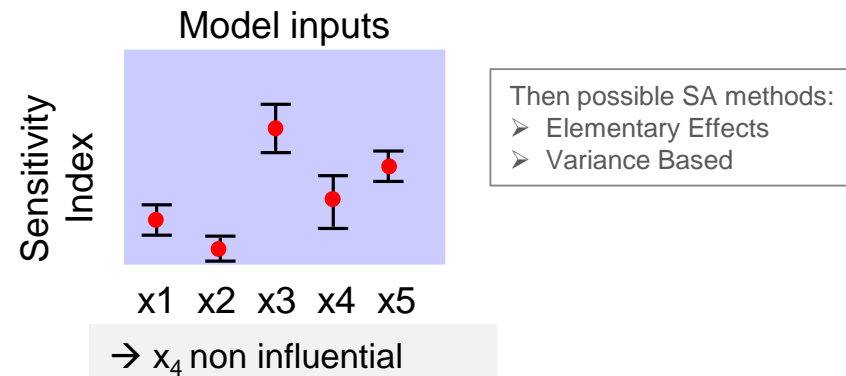 Model inputs
Sensitivity
Index
x1 x2 x3 x4 x5
→ x₄ non influential
Then possible SA methods:
➢ Elementary Effects
➢ Variance Based